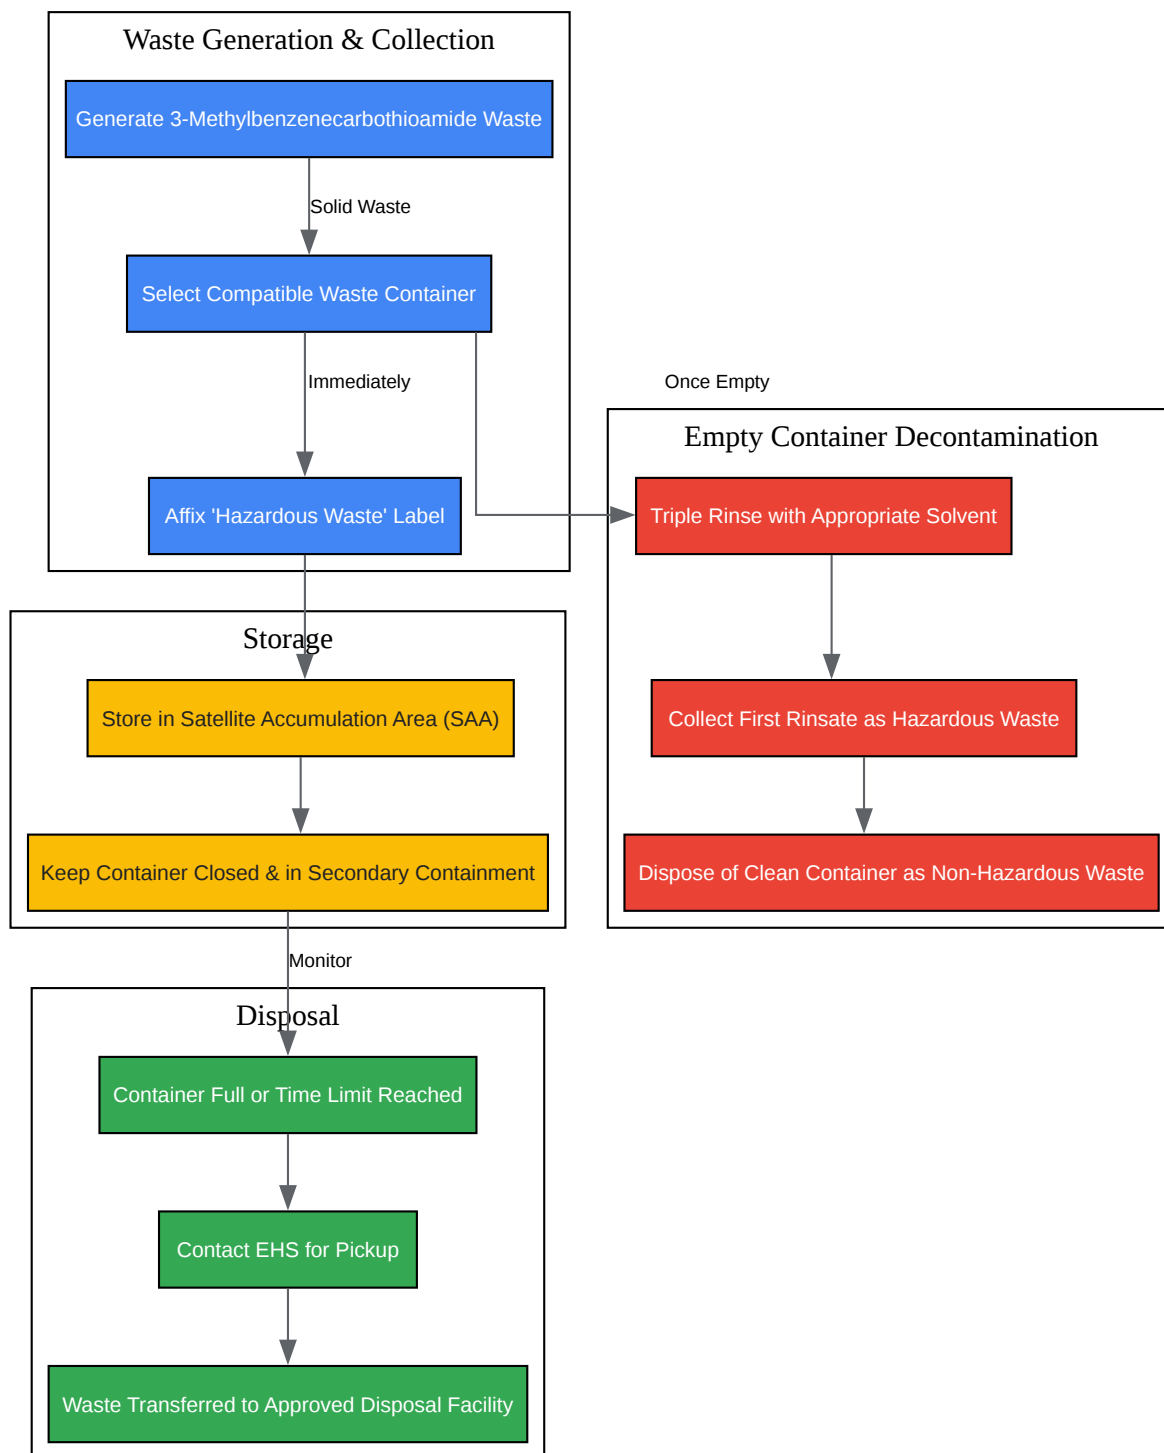 Waste Generation & Collection
Generate 3-Methylbenzenecarbothioamide Waste
Solid Waste
Select Compatible Waste Container
Immediately
Affix 'Hazardous Waste' Label
Once Empty
Empty Container Decontamination
Triple Rinse with Appropriate Solvent
Collect First Rinsate as Hazardous Waste
Dispose of Clean Container as Non-Hazardous Waste
Storage
Store in Satellite Accumulation Area (SAA)
Keep Container Closed & in Secondary Containment
Monitor
Disposal
Container Full or Time Limit Reached
Contact EHS for Pickup
Waste Transferred to Approved Disposal Facility